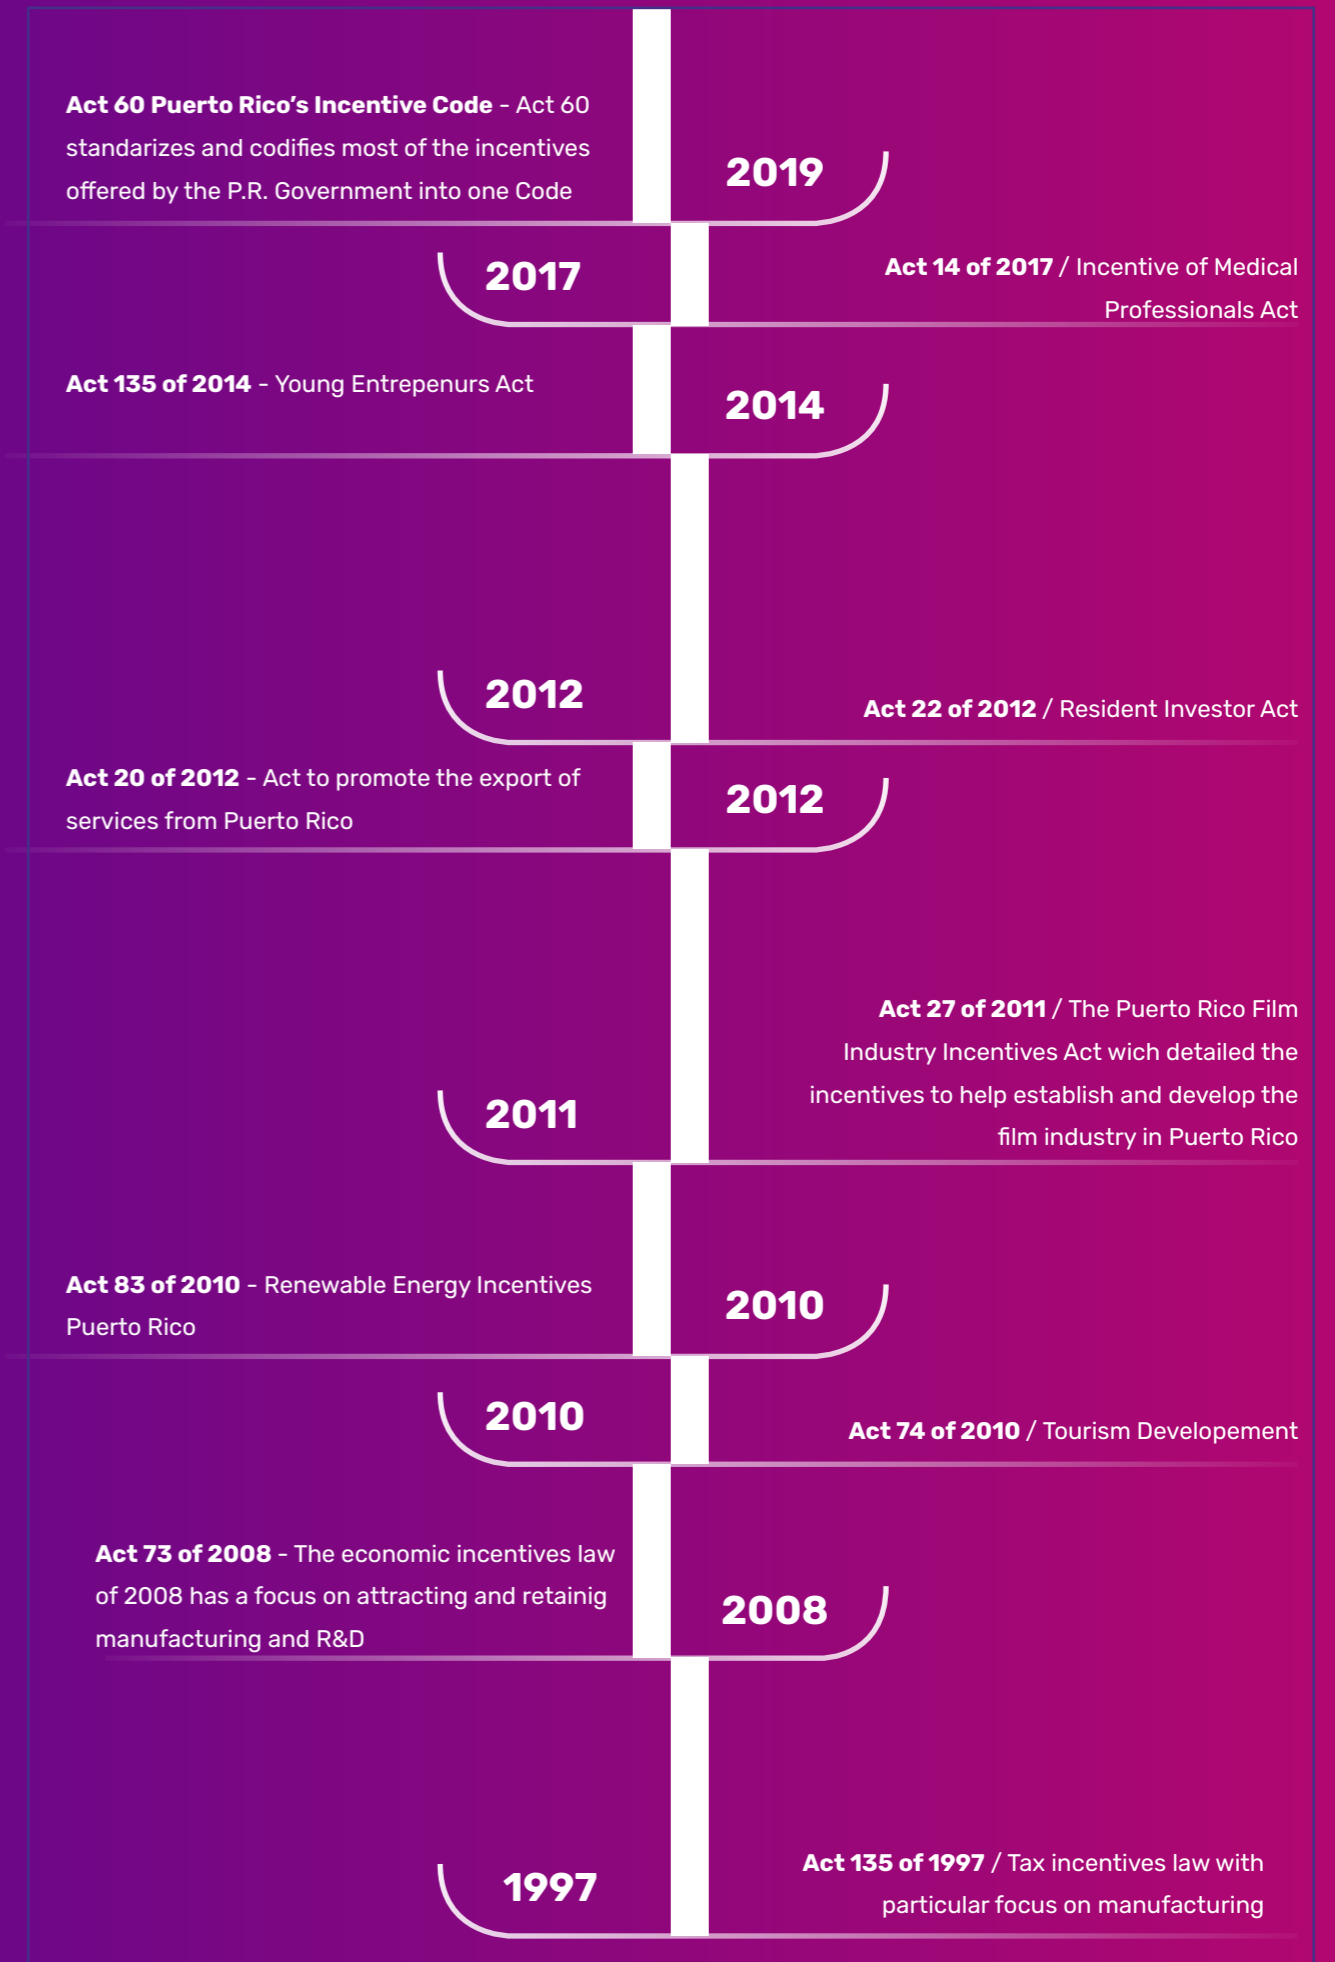 Act 60 Puerto Rico's Incentive Code - Act 60
standarizes and codifies most of the incentives
offered by the P.R. Government into one Code
2019
2017
Act 14 of 2017 / Incentive of Medical
Professionals Act
Act 135 of 2014 - Young Entrepenurs Act
2014
2012
Act 22 of 2012 / Resident Investor Act
Act 20 of 2012 - Act to promote the export of
services from Puerto Rico
2012
Act 27 of 2011 / The Puerto Rico Film
Industry Incentives Act wich detailed the
incentives to help establish and develop the
film industry in Puerto Rico
2011
Act 83 of 2010 - Renewable Energy Incentives
Puerto Rico
2010
2010
Act 74 of 2010 / Tourism Developement
Act 73 of 2008 - The economic incentives law
of 2008 has a focus on attracting and retainig
manufacturing and R&D
2008
1997
Act 135 of 1997 / Tax incentives law with
particular focus on manufacturing